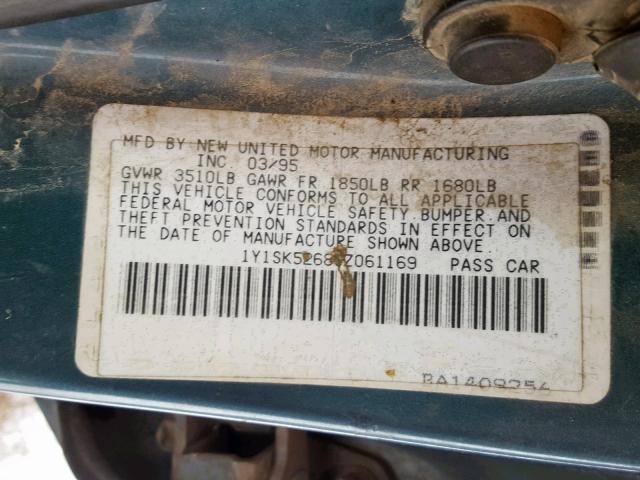 MFD BY NEW UNITED MOTOR MANUFACTURING
INC 03/95
GVWR 3510LB GAWR FR 1850LB RR 1680LB
THIS VEHICLE CONFORMS TO ALL APPLICABLE
FEDERAL MOTOR VEHICLE SAFETY, BUMPER AND
THEFT PREVENTION STANDARDS IN EFFECT ON
THE DATE OF MANUFACTURE SHOWN ABOVE.
PASS CAR